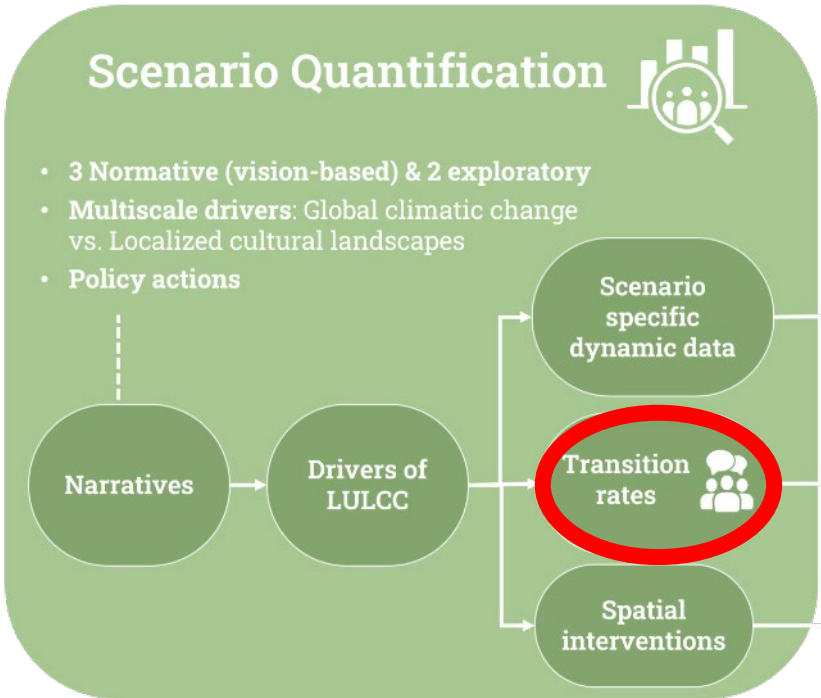 Scenario Quantification
• 3 Normative (vision-based) & 2 exploratory
• Multiscale drivers: Global climatic change
vs. Localized cultural landscapes
• Policy actions
Scenario
specific
dynamic data
Narratives
Drivers of
LULCC
Transition
rates
Spatial
interventions